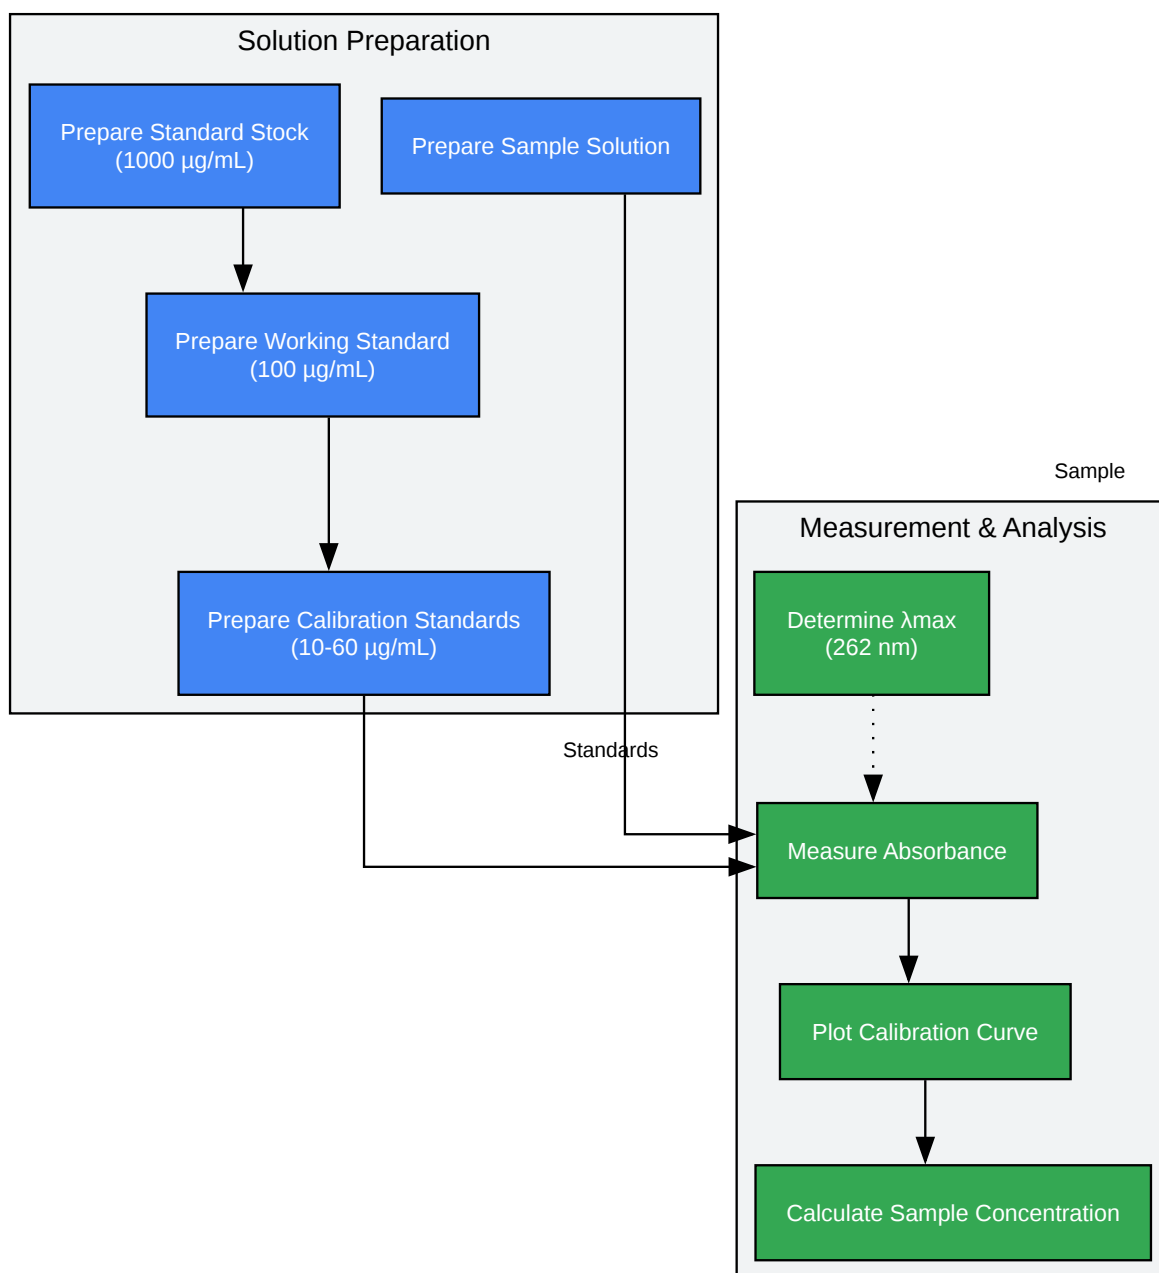 Solution Preparation
Prepare Standard Stock
(1000 µg/mL)
Prepare Sample Solution
Prepare Working Standard
(100 µg/mL)
Prepare Calibration Standards
(10-60 µg/mL)
Standards
Sample
Measurement & Analysis
Determine λmax
(262 nm)
Measure Absorbance
Plot Calibration Curve
Calculate Sample Concentration